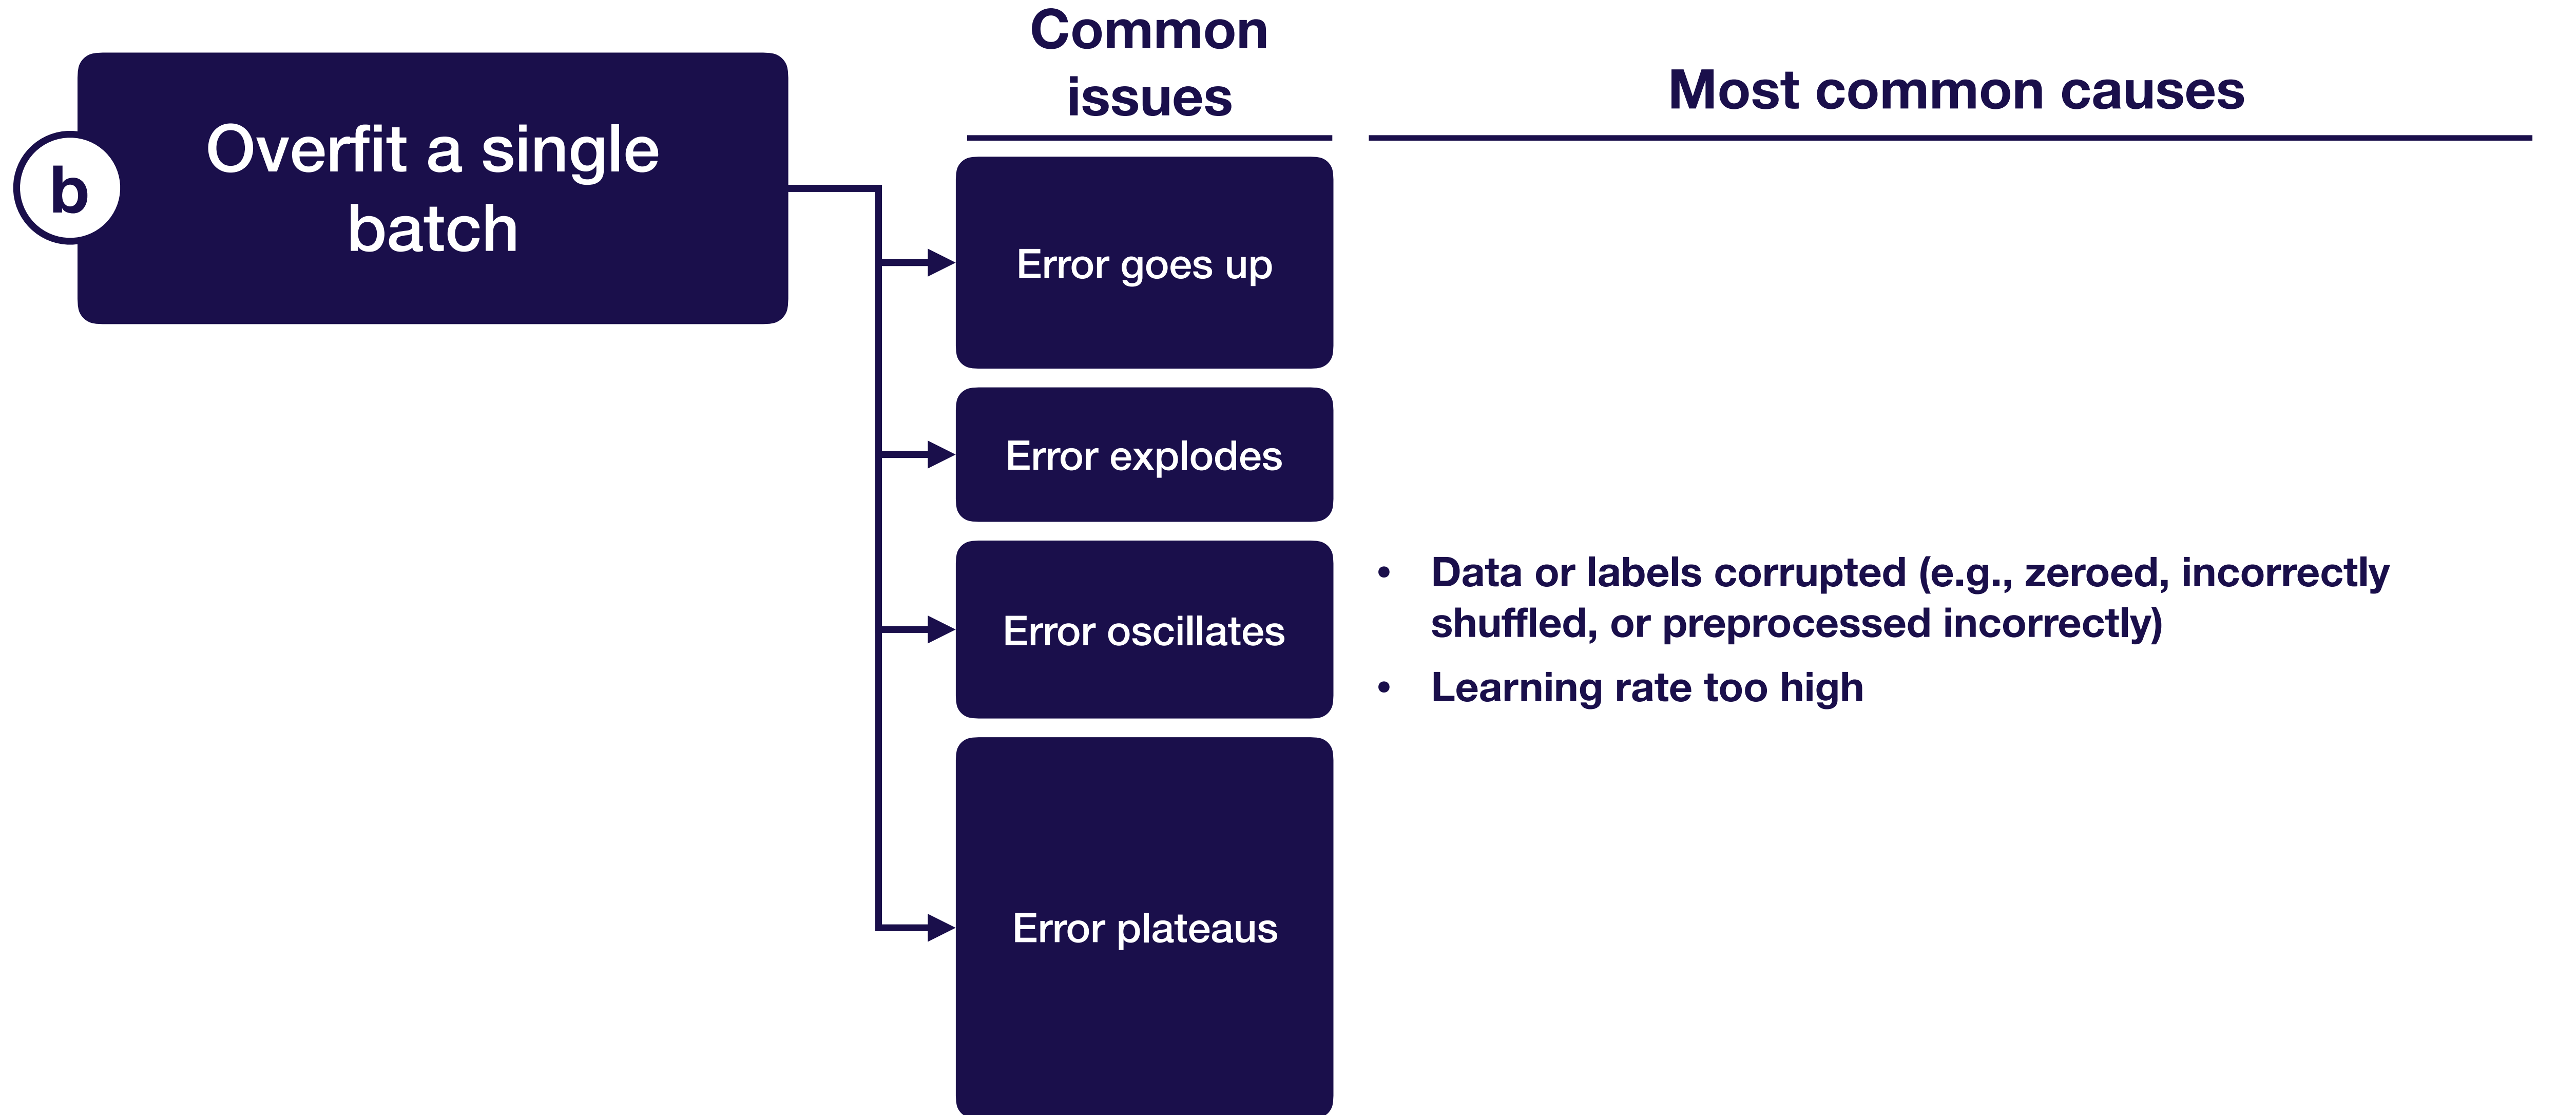 b
Overfit a single
batch
Common
issues
Most common causes
Error goes up
Error explodes
Error oscillates
• Data or labels corrupted (e.g., zeroed, incorrectly
shuffled, or preprocessed incorrectly)
• Learning rate too high
Error plateaus